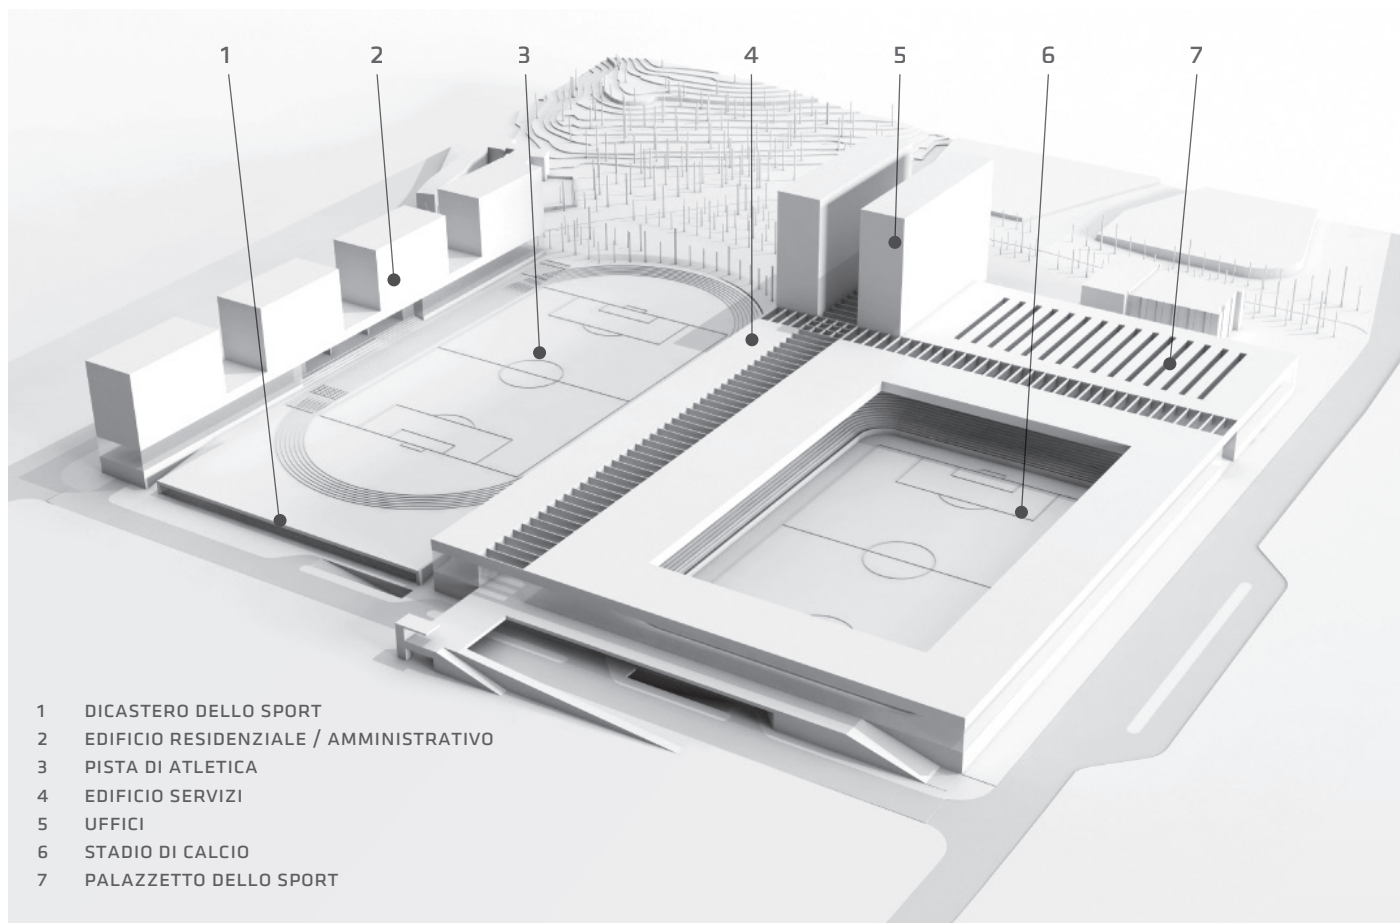 1 2 3 4 5 6 7
1 DICASTERO DELLO SPORT
2 EDIFICIO RESIDENZIALE / AMMINISTRATIVO
3 PISTA DI ATLETICA
4 EDIFICIO SERVIZI
5 UFFICI
6 STADIO DI CALCIO
7 PALAZZETTO DELLO SPORT